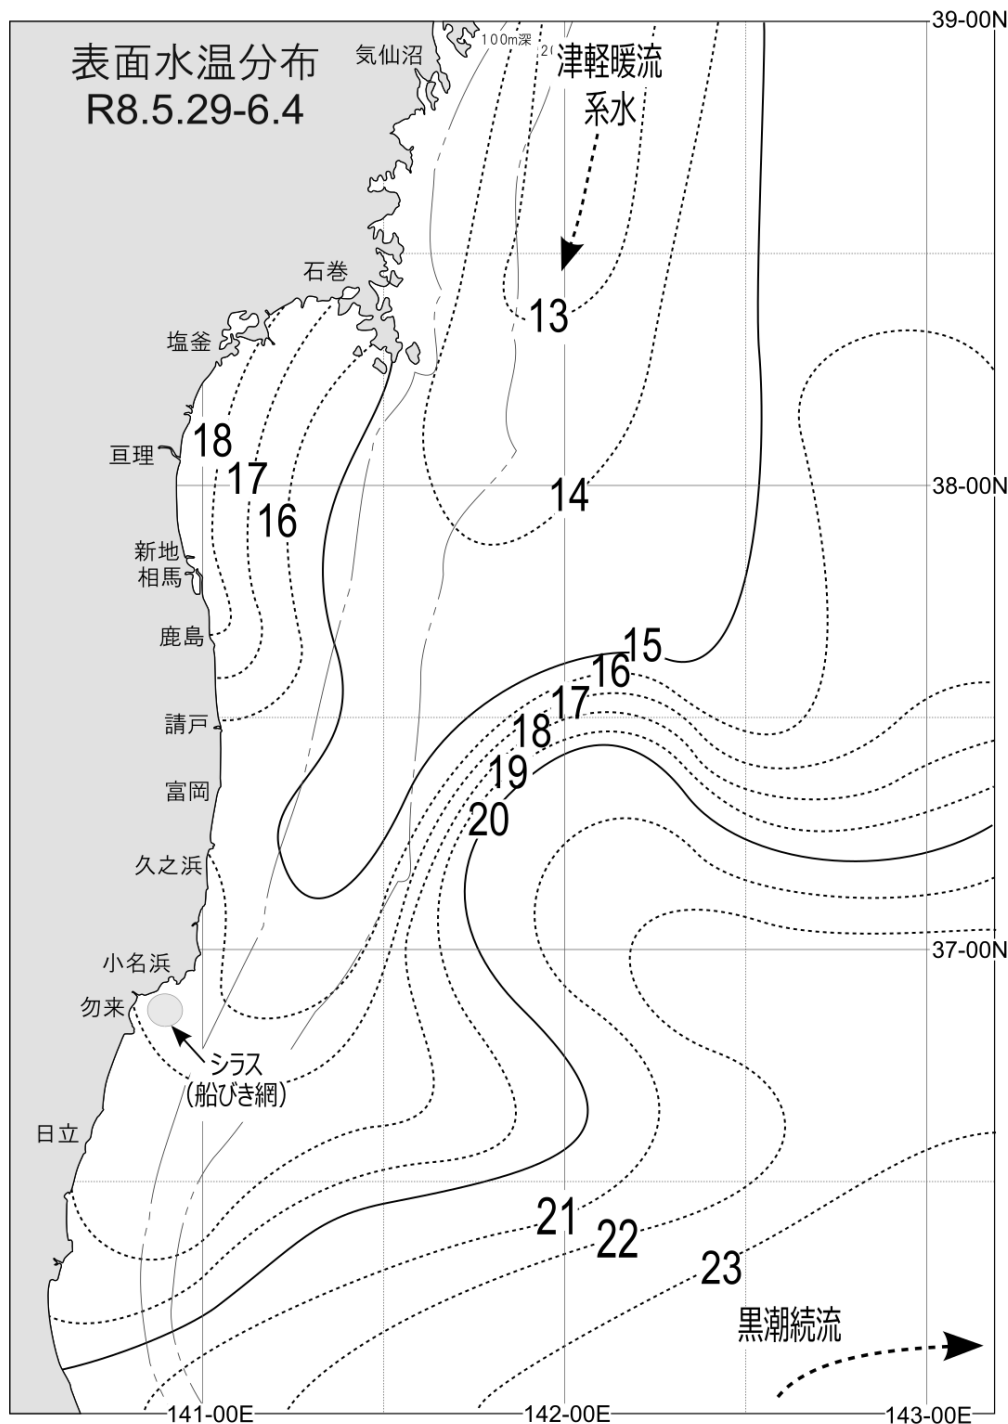 39-00N
表面水温分布
R8.5.29-6.4
気仙沼
100m深
津軽暖流
系水
石巻
13
塩釜
18
亘理
17
14
38-00N
16
新地
相馬
鹿島
15
16
17
請戸
18
19
富岡
20
久之浜
37-00N
小名浜
勿来
シラス
(船びき網)
日立
21
22
23
黒潮続流
141-00E
142-00E
143-00E